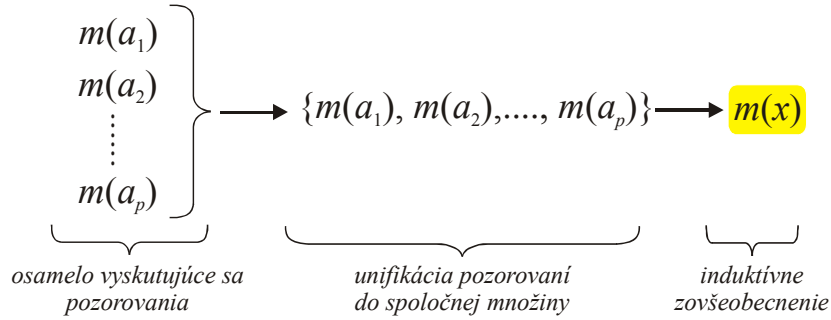 m(a₁)
m(a₂)
m(aₚ)
{m(a₁), m(a₂),...., m(aₚ)}
m(x)
osamelo vyskutujúce sa
pozorovania
unifikácia pozorovaní
do spoločnej množiny
induktívne
zovšeobecnenie